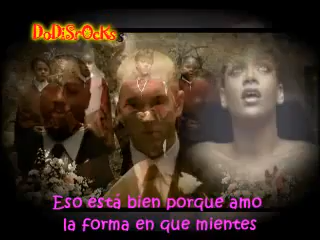 DoDiSrOcKs
Eso está bien porque amo
la forma en que mientes